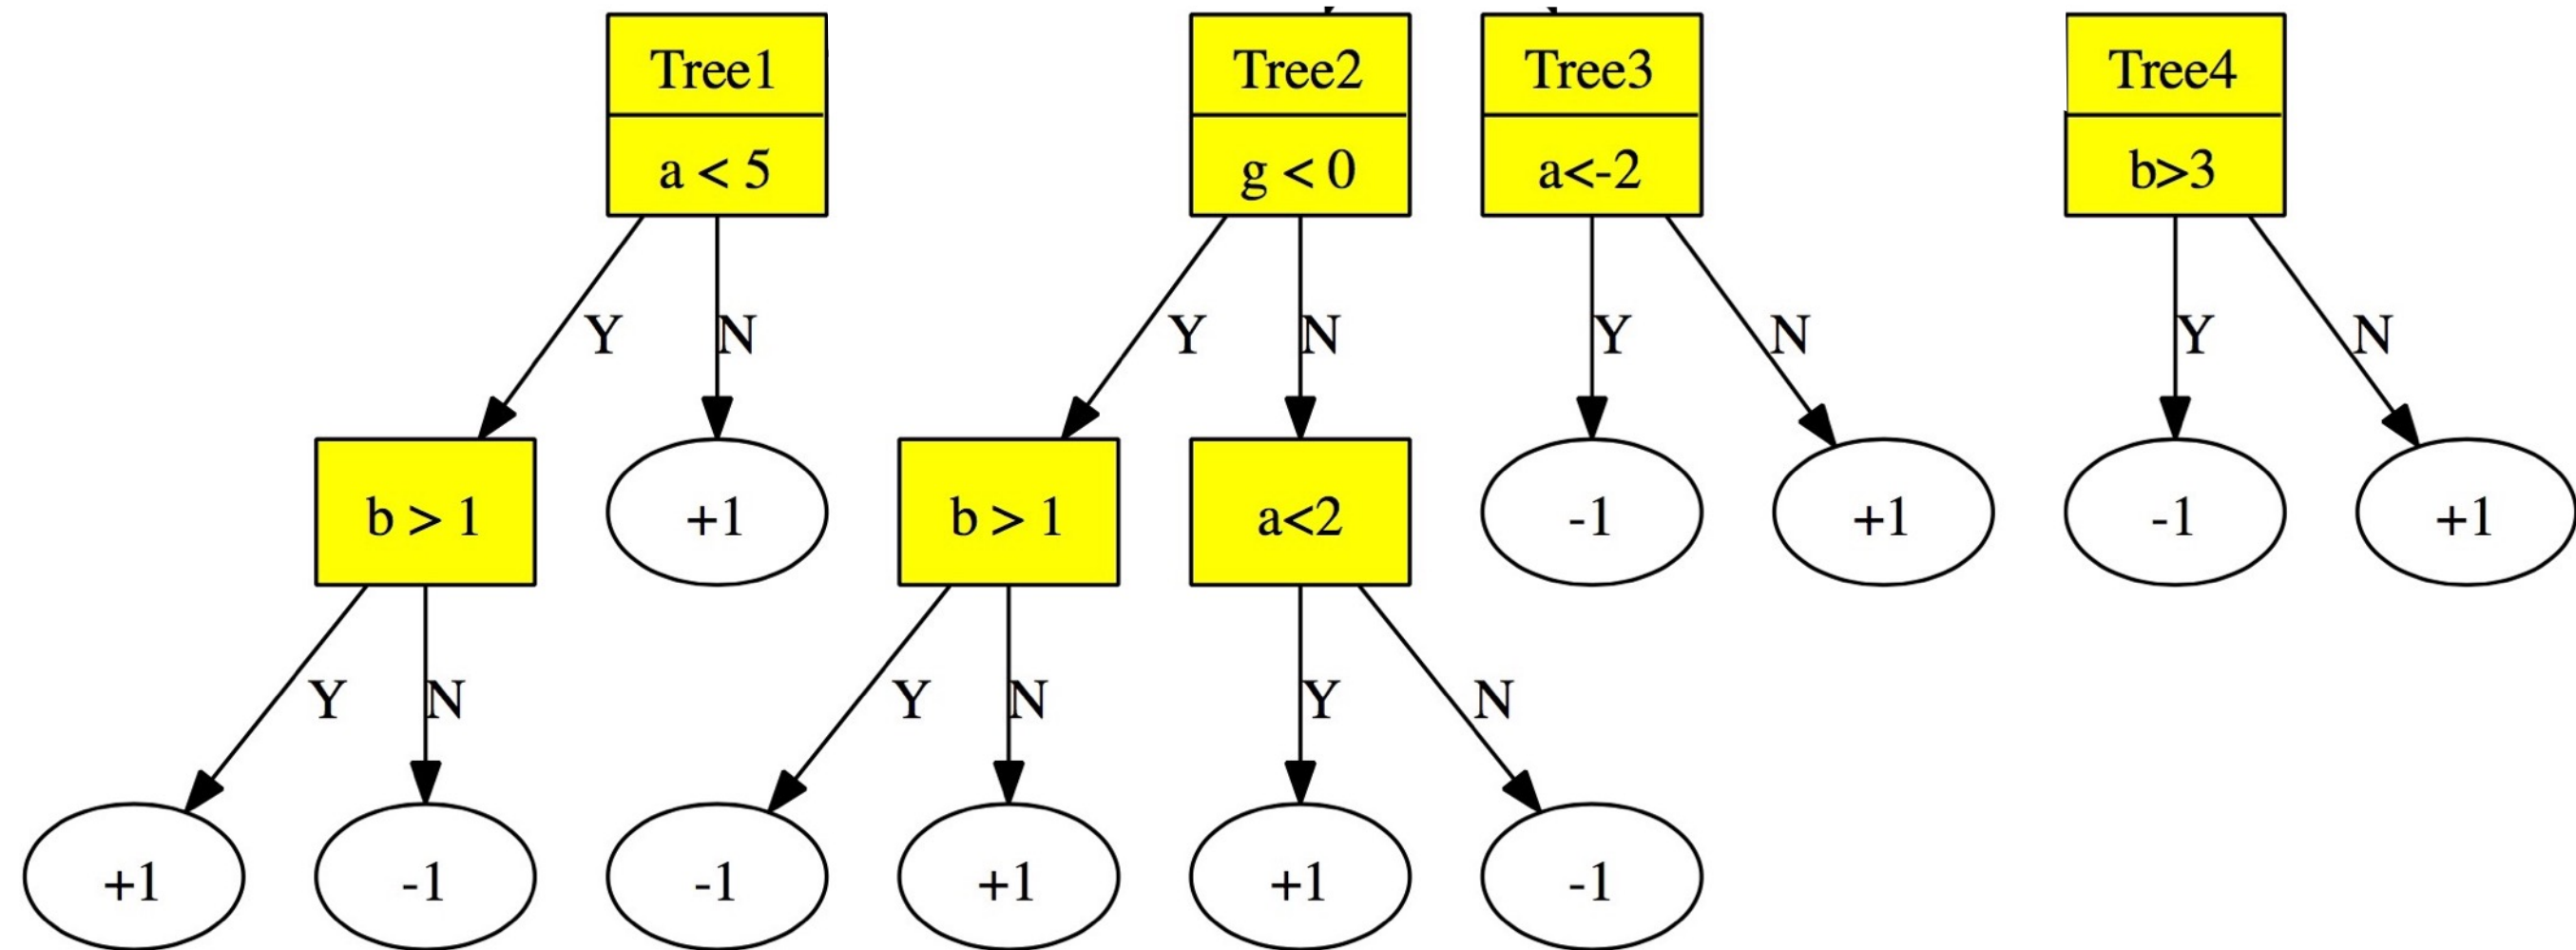 Tree1 Tree2 Tree3 Tree4
a < 5 g < 0 a<-2 b>3
Y N Y N Y N Y N
b > 1 +1 b > 1 a<2 -1 +1 -1 +1
Y N Y N Y N
+1 -1 -1 +1 +1 -1